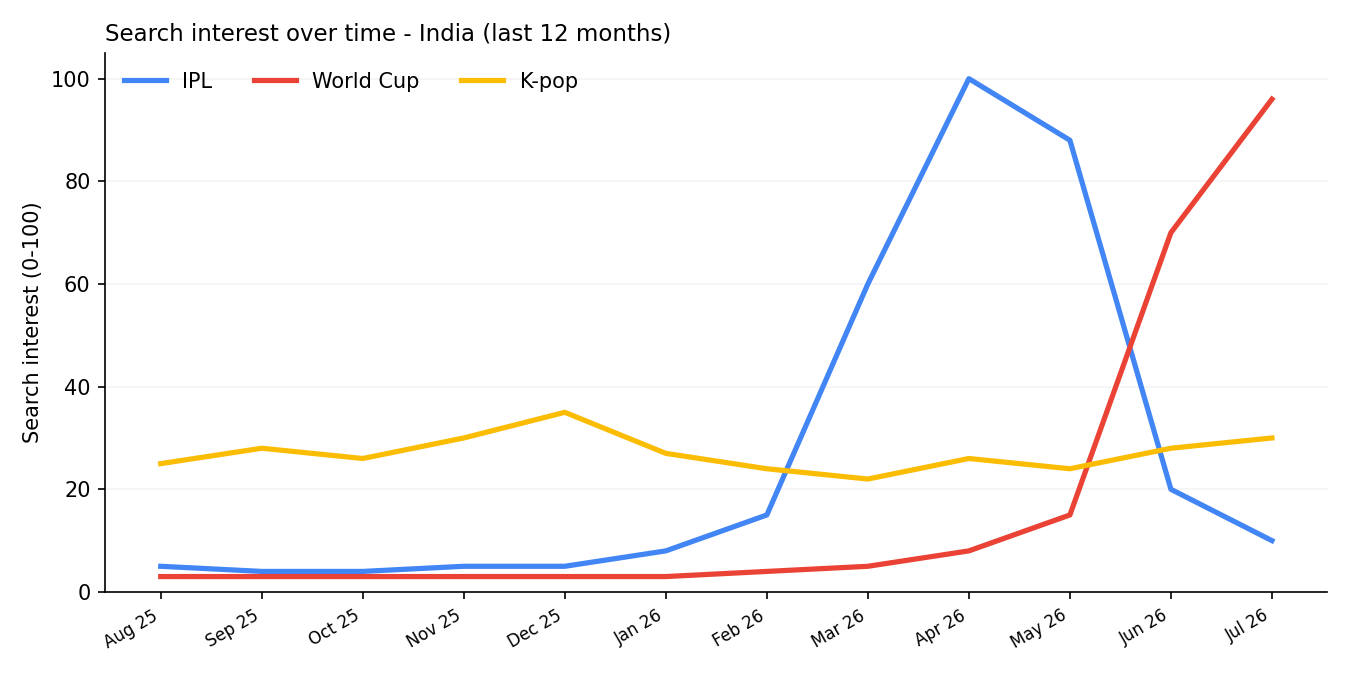 Search interest over time - India (last 12 months)
IPL World Cup K-pop
Search interest (0-100)
100
80
60
40
20
0
Aug 25 Sep 25 Oct 25 Nov 25 Dec 25 Jan 26 Feb 26 Mar 26 Apr 26 May 26 Jun 26 Jul 26